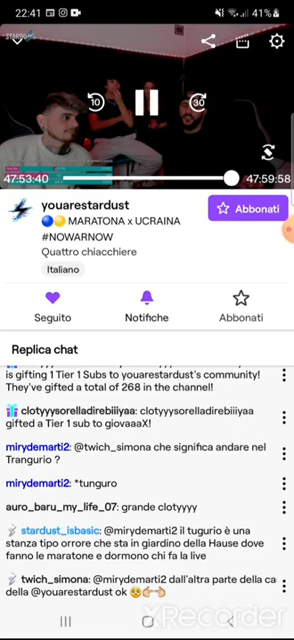 22:41 41%
10 30
47:53:40 47:59:58
youarestardust
🔵🟡 MARATONA x UCRAINA
#NOWARNOW
Abbonati
Quattro chiacchiere
Italiano
Seguito Notifiche Abbonati
Replica chat
is gifting 1 Tier 1 Subs to youarestardust's community!
They've gifted a total of 268 in the channel!
clotyyysorelladirebiiiyaa: clotyyysorelladirebiiiyaa
gifted a Tier 1 sub to giovaaaX!
mirydemarti2: @twich_simona che significa andare nel
Trangurio ?
mirydemarti2: *tunguro
auro_baru_my_life_07: grande clotyyyy
stardust_isbasic: @mirydemarti2 il tugurio è una
stanza tipo orrore che sta in giardino della Hause dove
fanno le maratone e dormono chi fa la live
twich_simona: @mirydemarti2 dall'altra parte della ca
della @youarestardust ok 🥺👉🏼👈🏼
XRECORDER